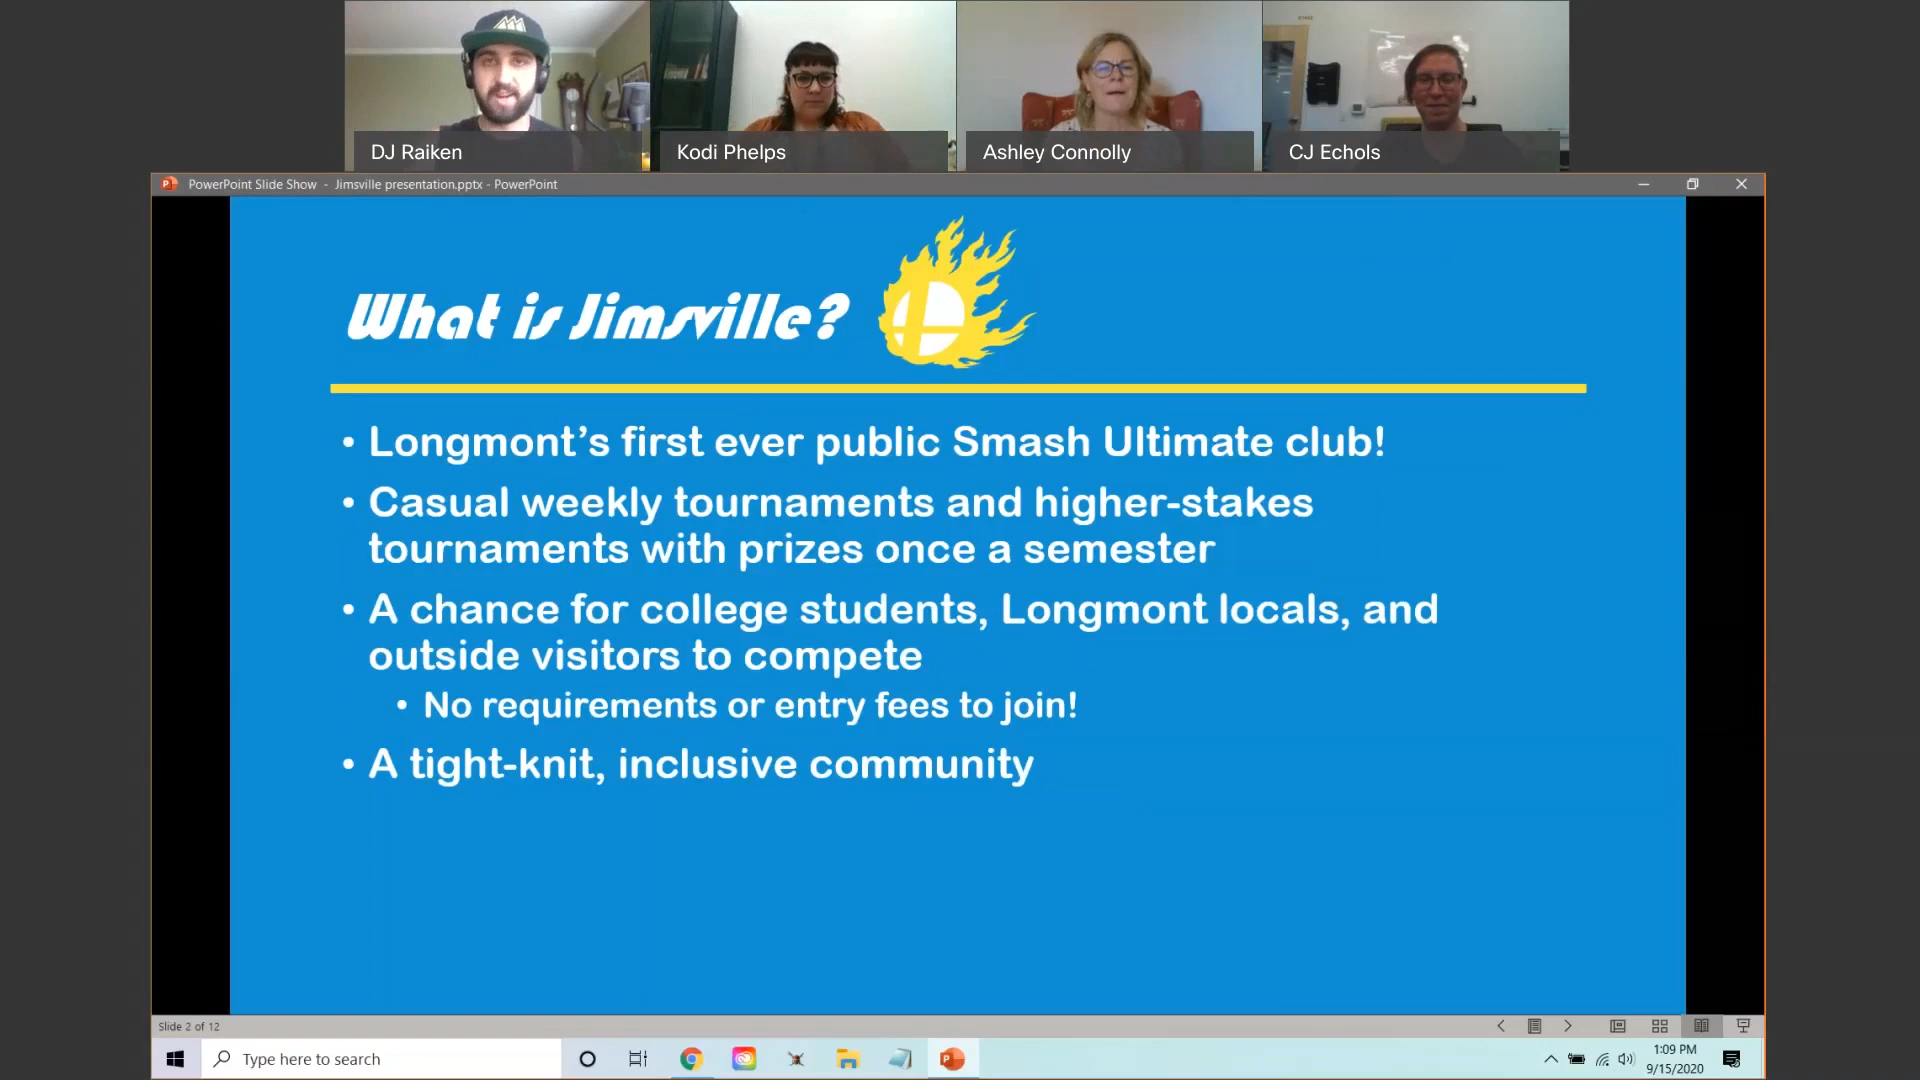 DJ Raiken
Kodi Phelps
Ashley Connolly
CJ Echols
PowerPoint Slide Show - Jimsville presentation.pptx - PowerPoint
What is Jimsville?
• Longmont’s first ever public Smash Ultimate club!
• Casual weekly tournaments and higher-stakes
tournaments with prizes once a semester
• A chance for college students, Longmont locals, and
outside visitors to compete
• No requirements or entry fees to join!
• A tight-knit, inclusive community
Slide 2 of 12
Type here to search
1:09 PM
9/15/2020